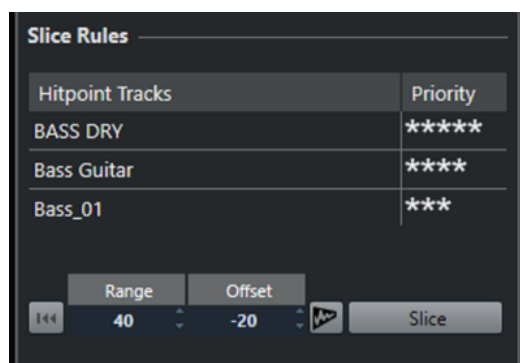 Slice Rules
Hitpoint Tracks Priority
BASS DRY *****
Bass Guitar ****
Bass_01 ***
Range Offset
40 -20 Slice